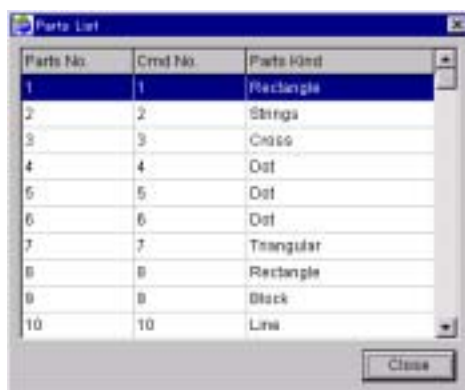 Parts List
Parts No. Cmd No. Parts Kind
1 1 Rectangle
2 2 Strings
3 3 Cross
4 4 Dot
5 5 Dot
6 6 Dot
7 7 Triangular
8 8 Rectangle
9 9 Block
10 10 Line
Close